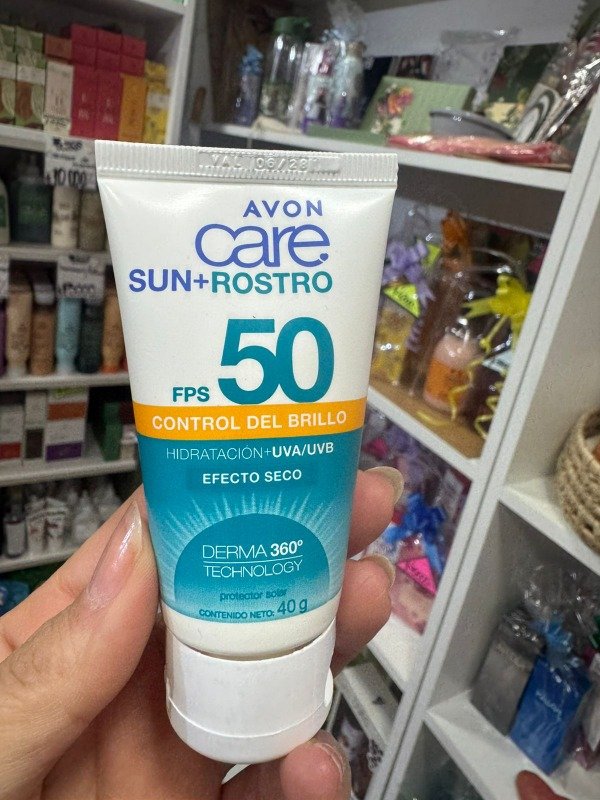 VAL 06/28
AVON
care
SUN+ROSTRO
FPS 50
CONTROL DEL BRILLO
HIDRATACIÓN+UVA/UVB
EFECTO SECO
DERMA 360°
TECHNOLOGY
protector solar
CONTENIDO NETO: 40 g